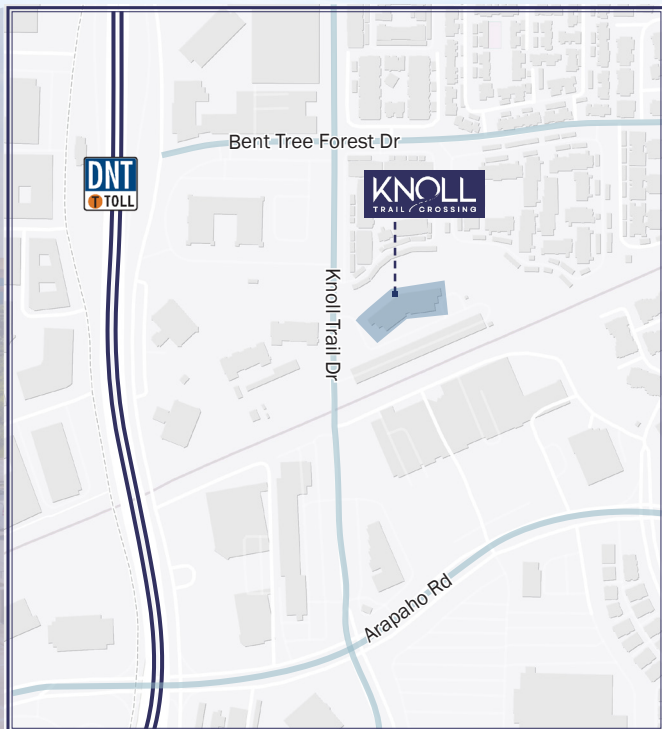 Bent Tree Forest Dr
DNT
T TOLL
KNOLL
TRAIL CROSSING
Knoll Trail Dr
Arapaho Rd